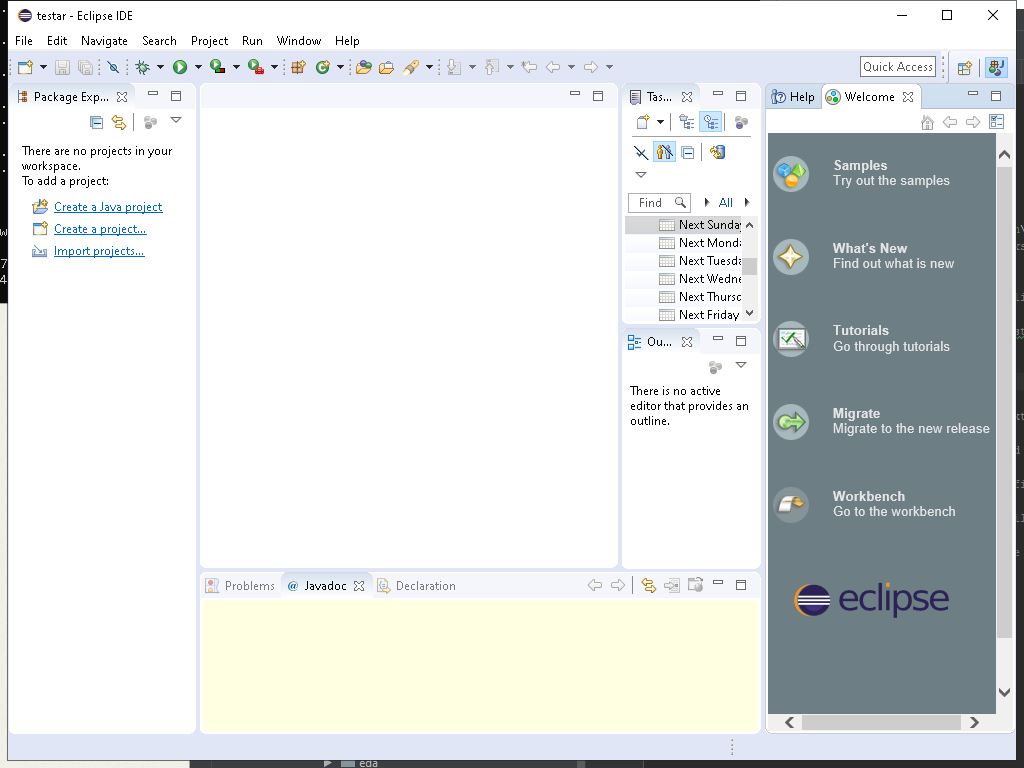 testar - Eclipse IDE
File Edit Navigate Search Project Run Window Help
Quick Access
Package Exp...
There are no projects in your
workspace.
To add a project:
Create a Java project
Create a project...
Import projects...
Tas...
Find
All
Next Sunday
Next Monda
Next Tuesda
Next Wedne
Next Thursd
Next Friday
Ou...
There is no active
editor that provides an
outline.
Help Welcome
Samples
Try out the samples
What's New
Find out what is new
Tutorials
Go through tutorials
Migrate
Migrate to the new release
Workbench
Go to the workbench
eclipse
Problems @ Javadoc Declaration
eda